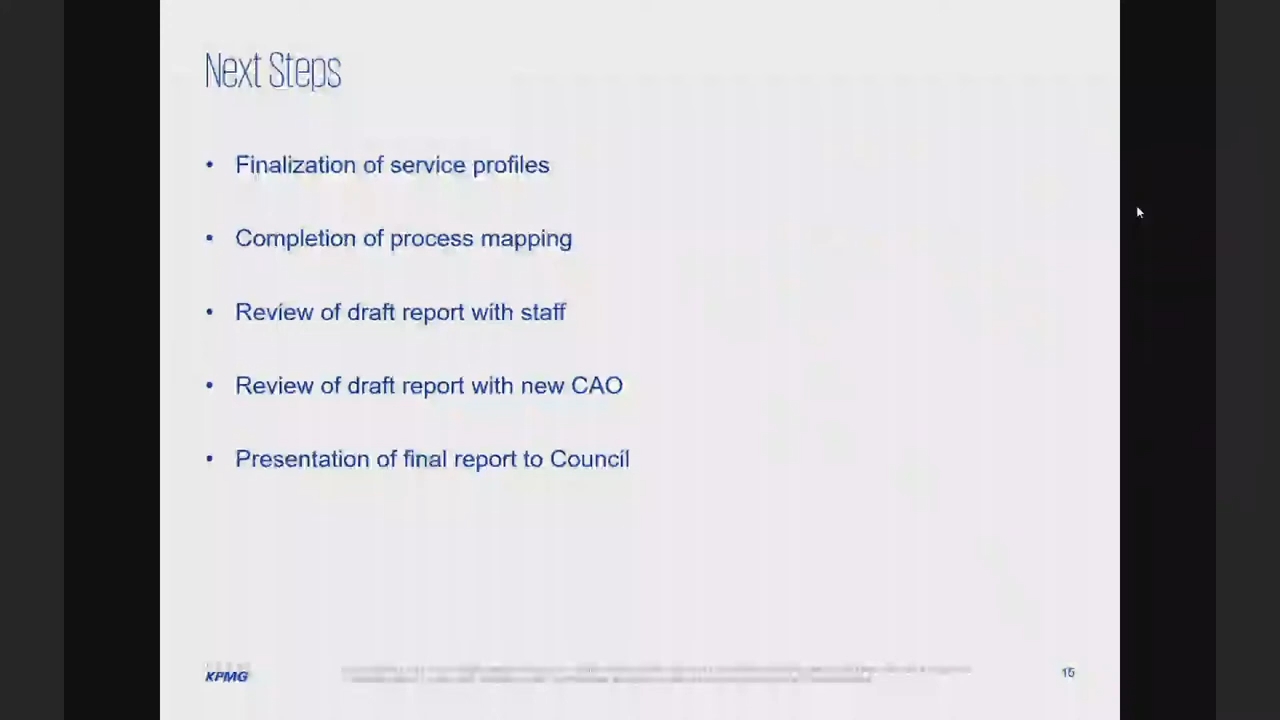 Next Steps
• Finalization of service profiles
• Completion of process mapping
• Review of draft report with staff
• Review of draft report with new CAO
• Presentation of final report to Council
KPMG
15